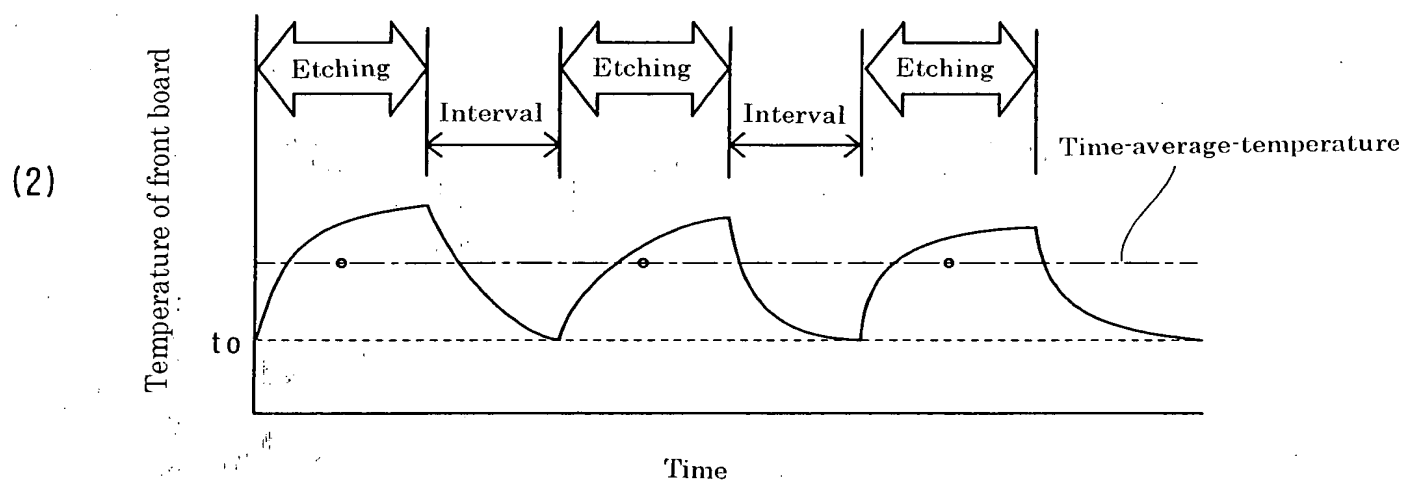 Etching
Etching
Etching
Interval
Interval
Time-average-temperature
(2)
Temperature of front board
to
Time